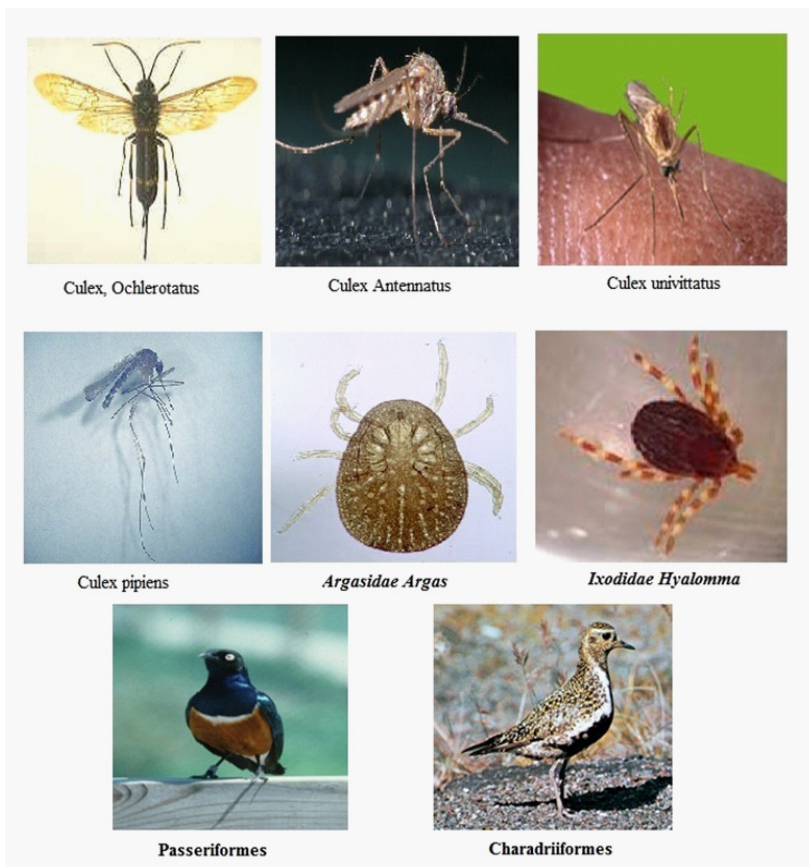 Culex, Ochlerotatus
Culex Antennatus
Culex univittatus
Culex pipiens
Argasidae Argas
Ixodidae Hyalomma
Passeriformes
Charadriiformes